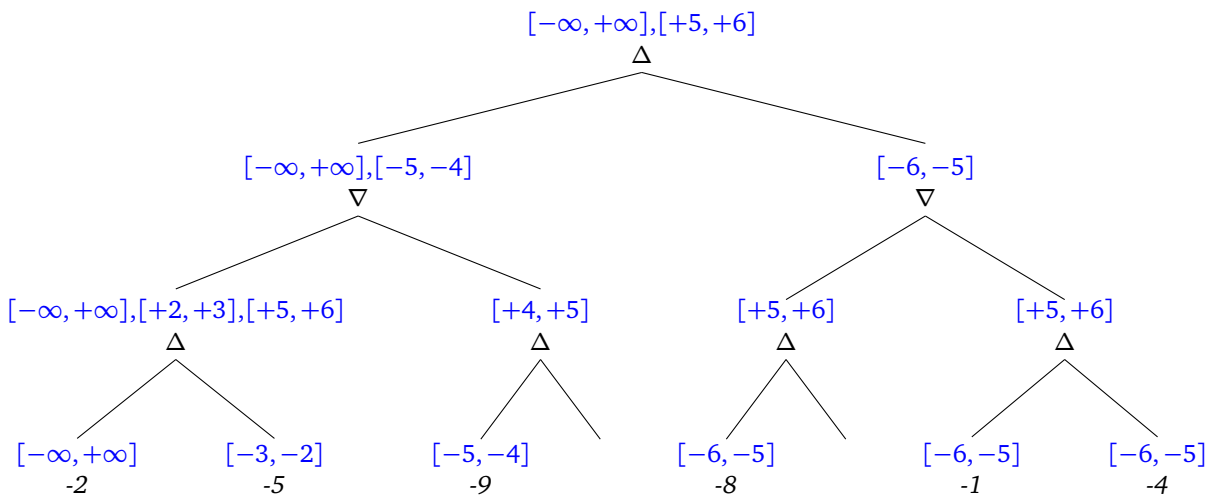 [−∞, +∞],[+5, +6]
Δ
[−∞, +∞],[−5, −4] [−6, −5]
∇ ∇
[−∞, +∞],[+2, +3],[+5, +6] [+4, +5] [+5, +6] [+5, +6]
Δ Δ Δ Δ
[−∞, +∞] [−3, −2] [−5, −4] [−6, −5] [−6, −5] [−6, −5]
-2 -5 -9 -8 -1 -4